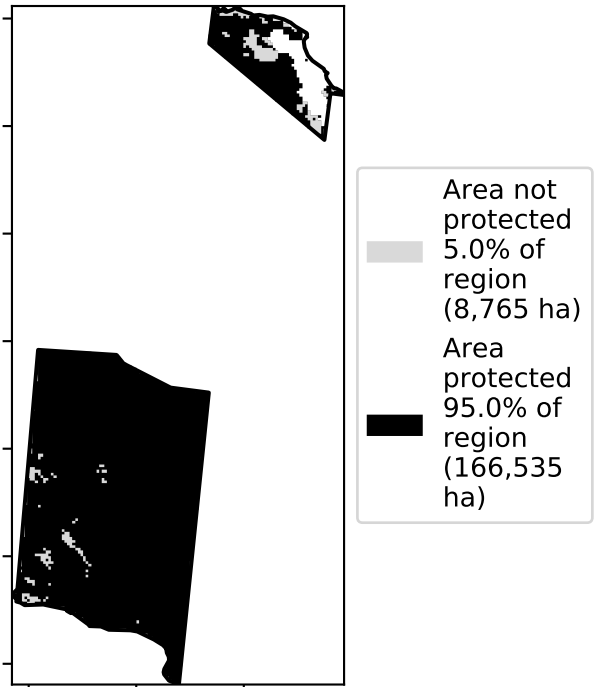 Area not
protected
5.0% of
region
(8,765 ha)
Area
protected
95.0% of
region
(166,535
ha)